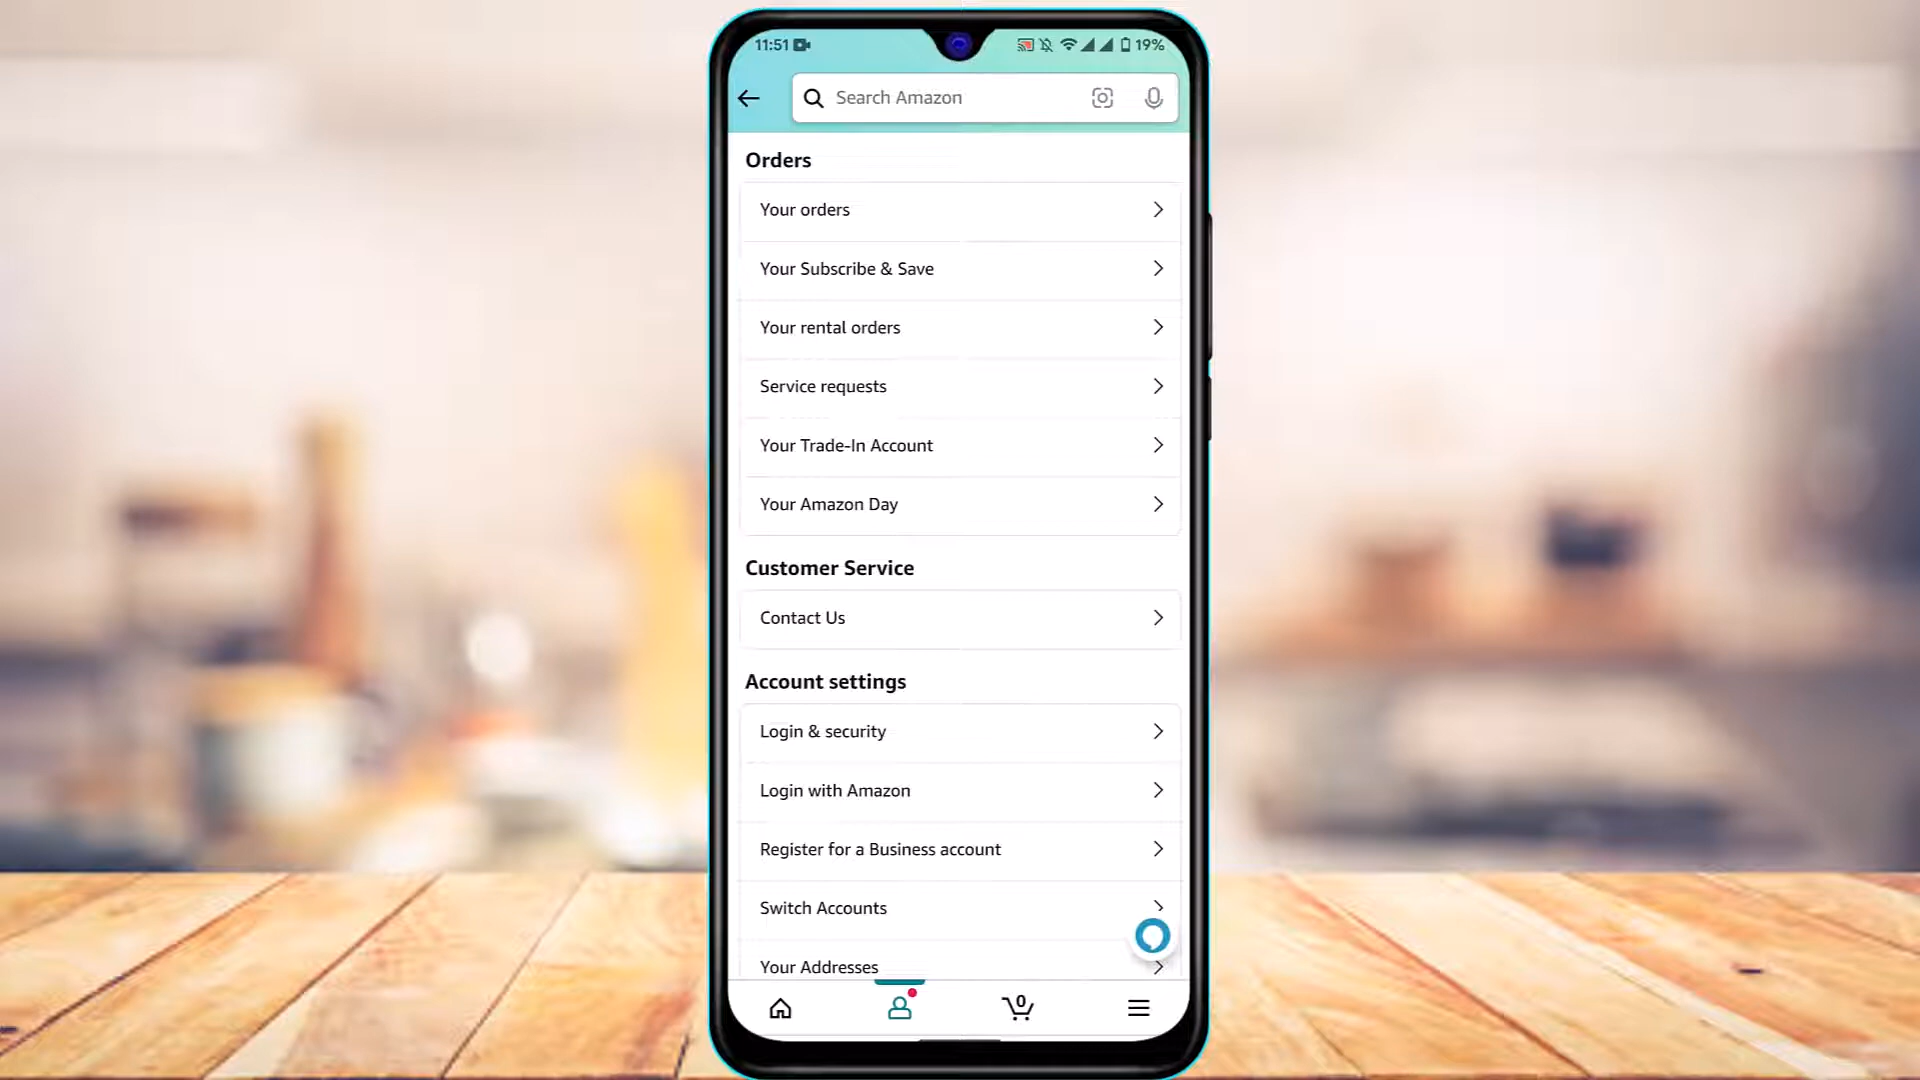 11:51 19%
Search Amazon
Orders
Your orders
Your Subscribe & Save
Your rental orders
Service requests
Your Trade-In Account
Your Amazon Day
Customer Service
Contact Us
Account settings
Login & security
Login with Amazon
Register for a Business account
Switch Accounts
Your Addresses
0